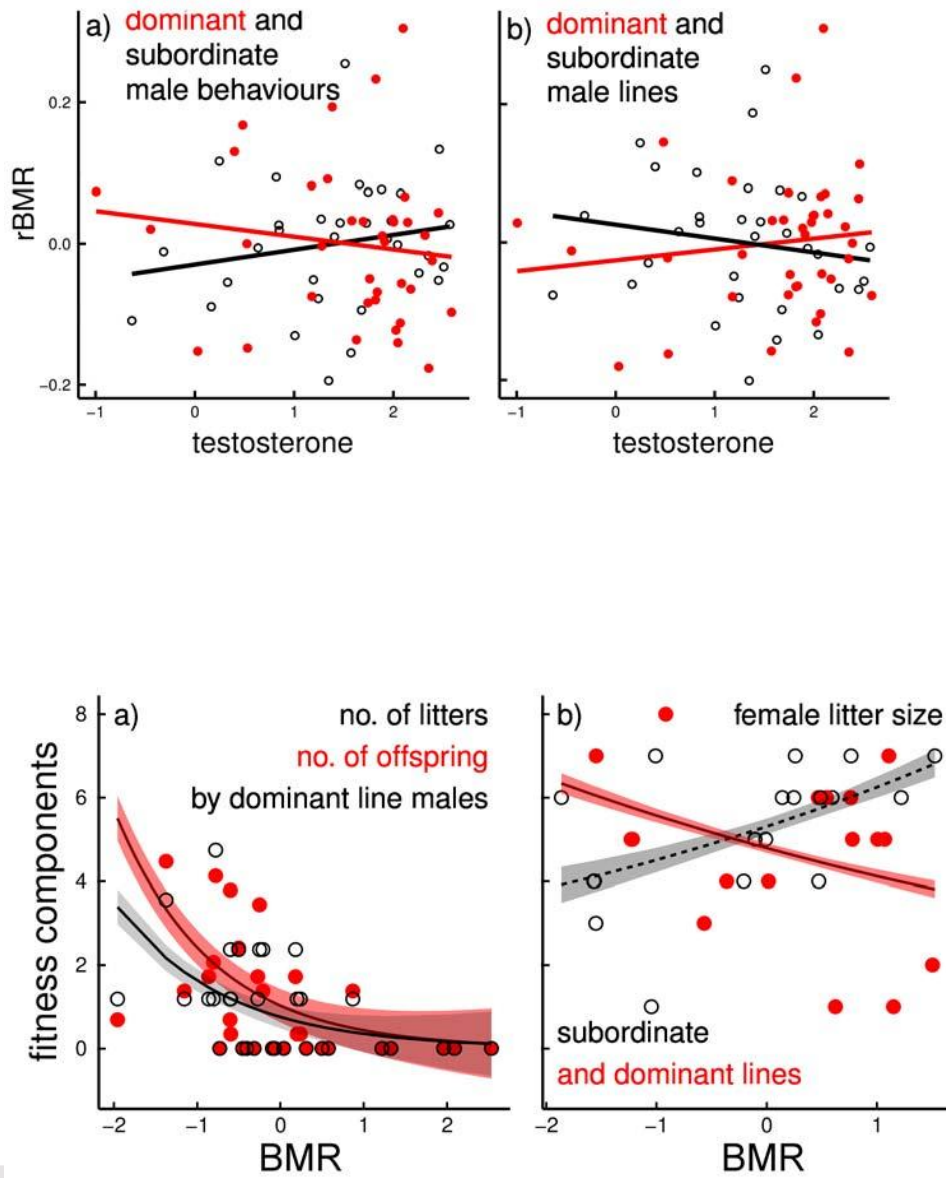 a)
dominant and
subordinate
male behaviours
b)
dominant and
subordinate
male lines
rBMR
0.2
0.0
−0.2
−1 0 1 2
testosterone
−1 0 1 2
testosterone
a)
no. of litters
no. of offspring
by dominant line males
b)
female litter size
subordinate
and dominant lines
fitness components
8
6
4
2
0
−2 −1 0 1 2
BMR
−2 −1 0 1
BMR